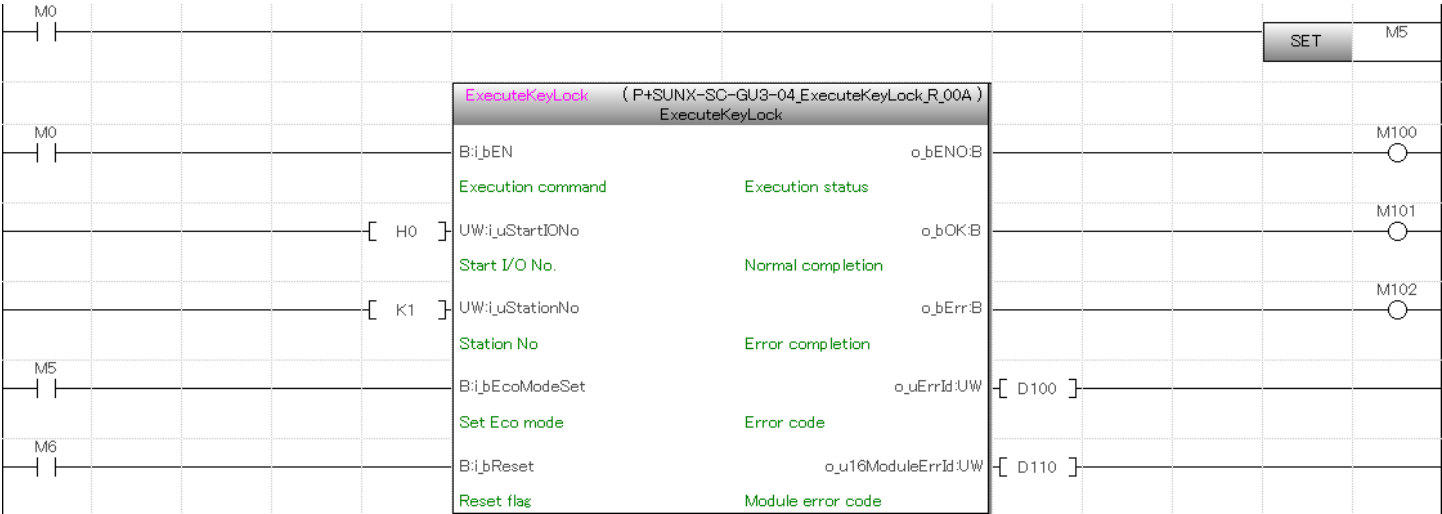 M0
SET M5
ExecuteKeyLock (P+SUNX-SC-GU3-04_ExecuteKeyLock_R_00A)
ExecuteKeyLock
M0 M100
B:i_bEN o_bENO:B
Execution command Execution status
M101
H0 UW:i_uStartIONo o_bOK:B
Start I/O No. Normal completion
M102
K1 UW:i_uStationNo o_bErr:B
Station No Error completion
M5
B:i_bEcoModeSet o_uErrId:UW D100
Set Eco mode Error code
M6
B:i_bReset o_u16ModuleErrId:UW D110
Reset flag Module error code